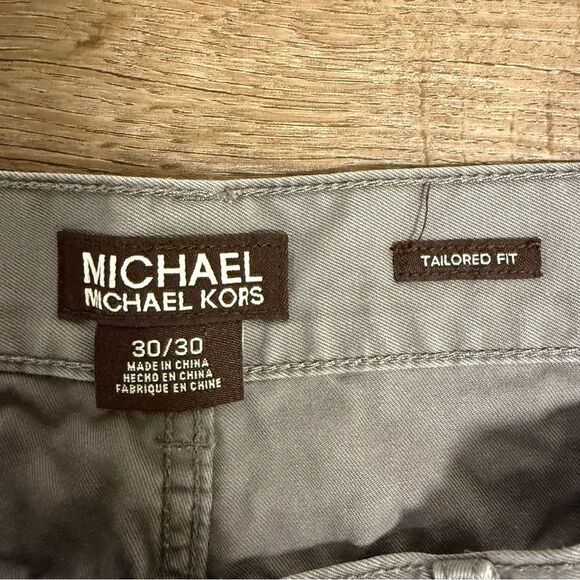 MICHAEL
MICHAEL KORS
30/30
MADE IN CHINA
HECHO EN CHINA
FABRIQUE EN CHINE
TAILORED FIT